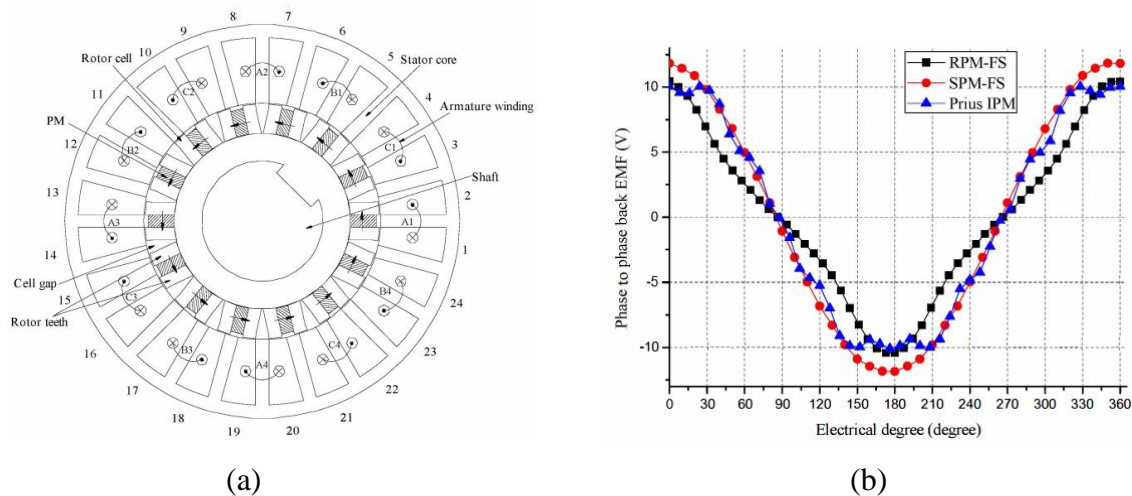 8
7
9
6
10
5
11
4
12
3
13
2
14
1
15
24
16
23
17
22
18
21
19
20
Rotor cell
Stator core
Armature winding
PM
Shaft
Cell gap
Rotor teeth
A2
B1
C1
A1
B4
C4
A4
B3
C3
A3
B2
C2
(a)
Phase to phase back EMF (V)
10
5
0
-5
-10
RPM-FS
SPM-FS
Prius IPM
0 30 60 90 120 150 180 210 240 270 300 330 360
Electrical degree (degree)
(b)